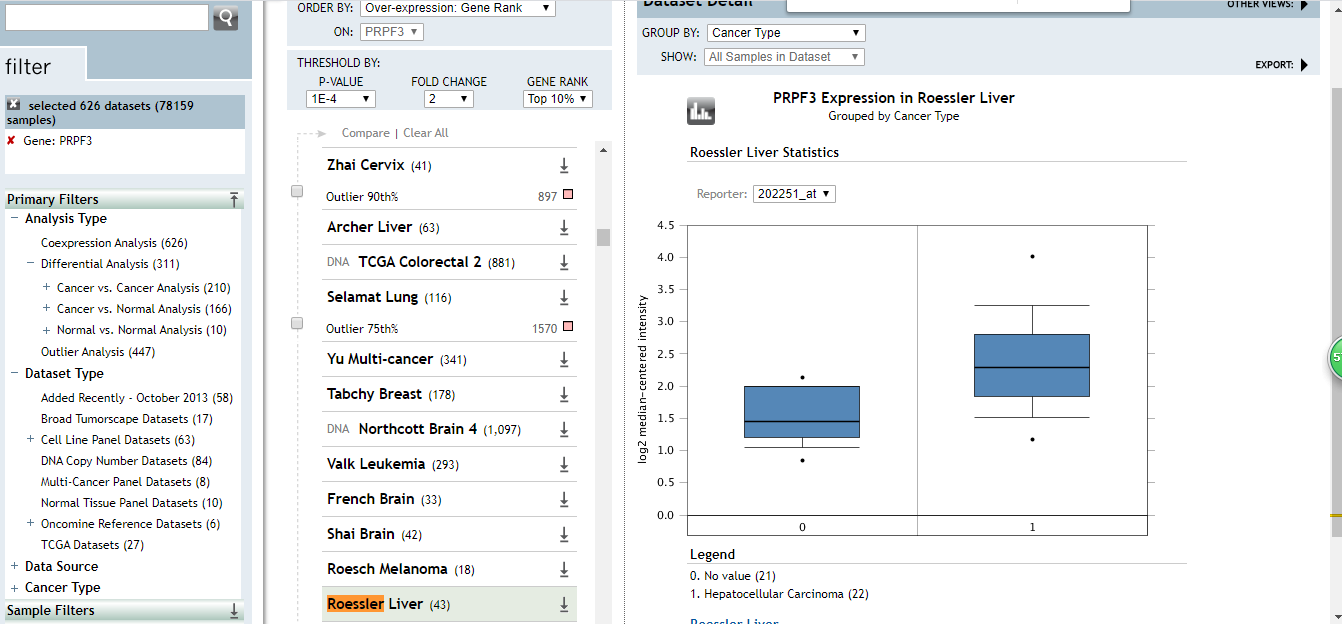 filter
selected 626 datasets (78159
samples)
Gene: PRPF3
Primary Filters
Analysis Type
Coexpression Analysis (626)
Differential Analysis (311)
Cancer vs. Cancer Analysis (210)
Cancer vs. Normal Analysis (166)
Normal vs. Normal Analysis (10)
Outlier Analysis (447)
Dataset Type
Added Recently - October 2013 (58)
Broad Tumorscape Datasets (17)
Cell Line Panel Datasets (63)
DNA Copy Number Datasets (84)
Multi-Cancer Panel Datasets (8)
Normal Tissue Panel Datasets (10)
Oncomine Reference Datasets (6)
TCGA Datasets (27)
Data Source
Cancer Type
Sample Filters
ORDER BY: Over-expression: Gene Rank
ON: PRPF3
THRESHOLD BY:
P-VALUE FOLD CHANGE GENE RANK
1E-4 2 Top 10%
Compare | Clear All
Zhai Cervix (41)
Outlier 90th% 897
Archer Liver (63)
DNA TCGA Colorectal 2 (881)
Selamat Lung (116)
Outlier 75th% 1570
Yu Multi-cancer (341)
Tabchy Breast (178)
DNA Northcott Brain 4 (1,097)
Valk Leukemia (293)
French Brain (33)
Shai Brain (42)
Roesch Melanoma (18)
Roessler Liver (43)
Dataset Detail
OTHER VIEWS:
GROUP BY: Cancer Type
SHOW: All Samples in Dataset
EXPORT:
PRPF3 Expression in Roessler Liver
Grouped by Cancer Type
Roessler Liver Statistics
Reporter: 202251_at
log2 median-centered intensity
4.5
4.0
3.5
3.0
2.5
2.0
1.5
1.0
0.5
0.0
0 1
Legend
0. No value (21)
1. Hepatocellular Carcinoma (22)
Roessler Liver